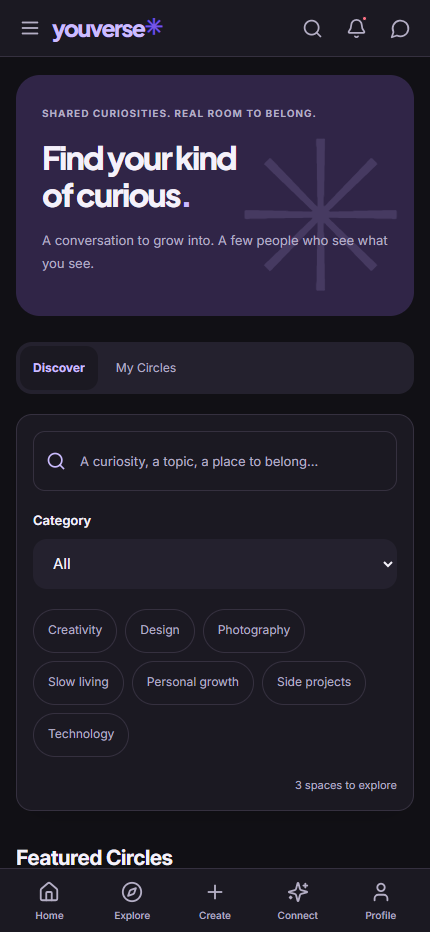 youverse
SHARED CURIOSITIES. REAL ROOM TO BELONG.
Find your kind
of curious.
A conversation to grow into. A few people who see what
you see.
Discover
My Circles
A curiosity, a topic, a place to belong...
Category
All
Creativity
Design
Photography
Slow living
Personal growth
Side projects
Technology
3 spaces to explore
Featured Circles
Home
Explore
Create
Connect
Profile